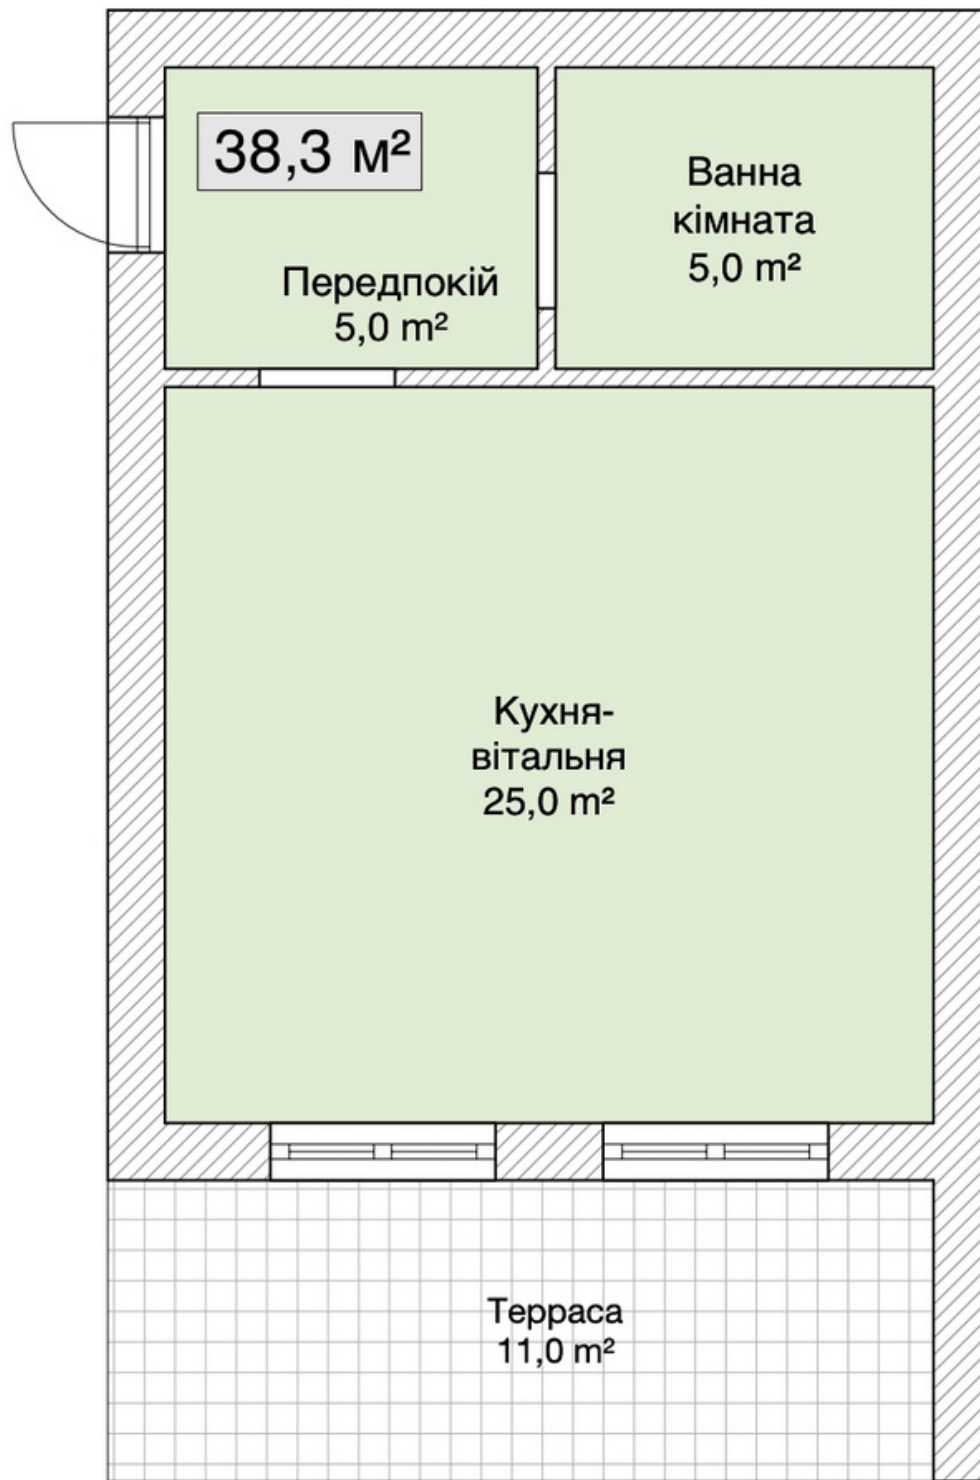 38,3 м²
Передпокій
5,0 m²
Ванна
кімната
5,0 m²
Кухня-
вітальня
25,0 m²
Терраса
11,0 m²